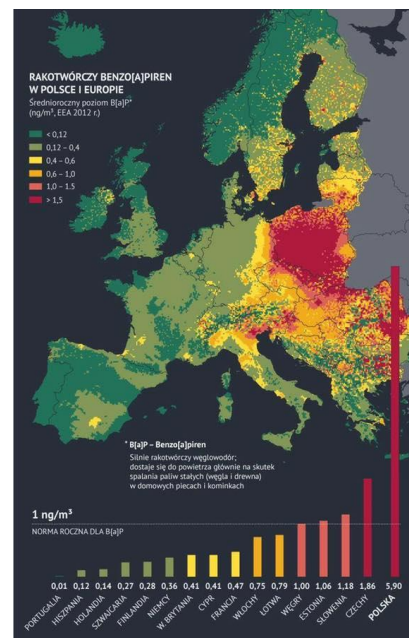 RAKOTWÓRCZY BENZO[A]PIREN
W POLSCE I EUROPIE
Średnioroczny poziom B[a]P*
(ng/m³, EEA 2012 r.)
< 0,12
0,12 – 0,4
0,4 – 0,6
0,6 – 1,0
1,0 – 1.5
> 1,5
* B[a]P – Benzo[a]piren
Silnie rakotwórczy węglowodór;
dostaje się do powietrza głównie na skutek
spalania paliw stałych (węgla i drewna)
w domowych piecach i kominkach
1 ng/m³
NORMA ROCZNA DLA B[a]P
0,01 0,12 0,14 0,27 0,28 0,36 0,41 0,41 0,47 0,75 0,79 1,00 1,06 1,18 1,86 5,90
PORTUGALIA
HISZPANIA
HOLANDIA
SZWAJCARIA
FINLANDIA
NIEMCY
W. BRYTANIA
CYPR
FRANCJA
WŁOCHY
ŁOTWA
WĘGRY
ESTONIA
SŁOWENIA
CZECHY
POLSKA